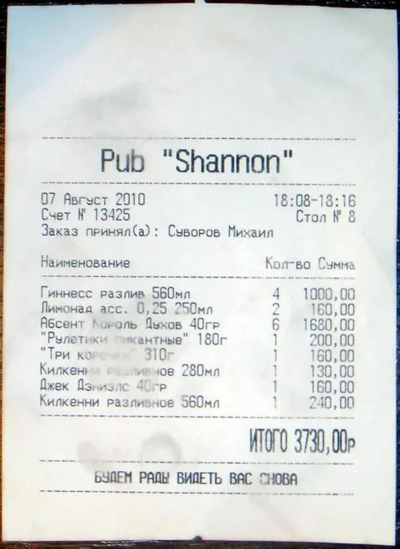 Pub "Shannon"
07 Август 2010 18:08-18:16
Счет № 13425 Стол № 8
Заказ принял(а): Суворов Михаил
Наименование Кол-во Сумма
Гиннесс разлив 560мл 4 1000,00
Лимонад асс. 0,25 250мл 2 160,00
Абсент Король Духов 40гр 6 1680,00
"Рулетики пикантные" 180г 1 200,00
"Три корочки" 310г 1 160,00
Килкенни разливное 280мл 1 130,00
Джек Дэниэлс 40гр 1 160,00
Килкенни разливное 560мл 1 240,00
ИТОГО 3730,00р
БУДЕМ РАДЫ ВИДЕТЬ ВАС СНОВА